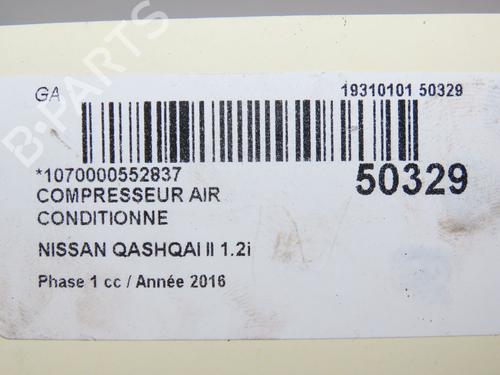 GA
19310101 50329
*1070000552837
50329
COMPRESSEUR AIR
CONDITIONNE
NISSAN QASHQAI II 1.2i
Phase 1 cc / Année 2016
B-PARTS